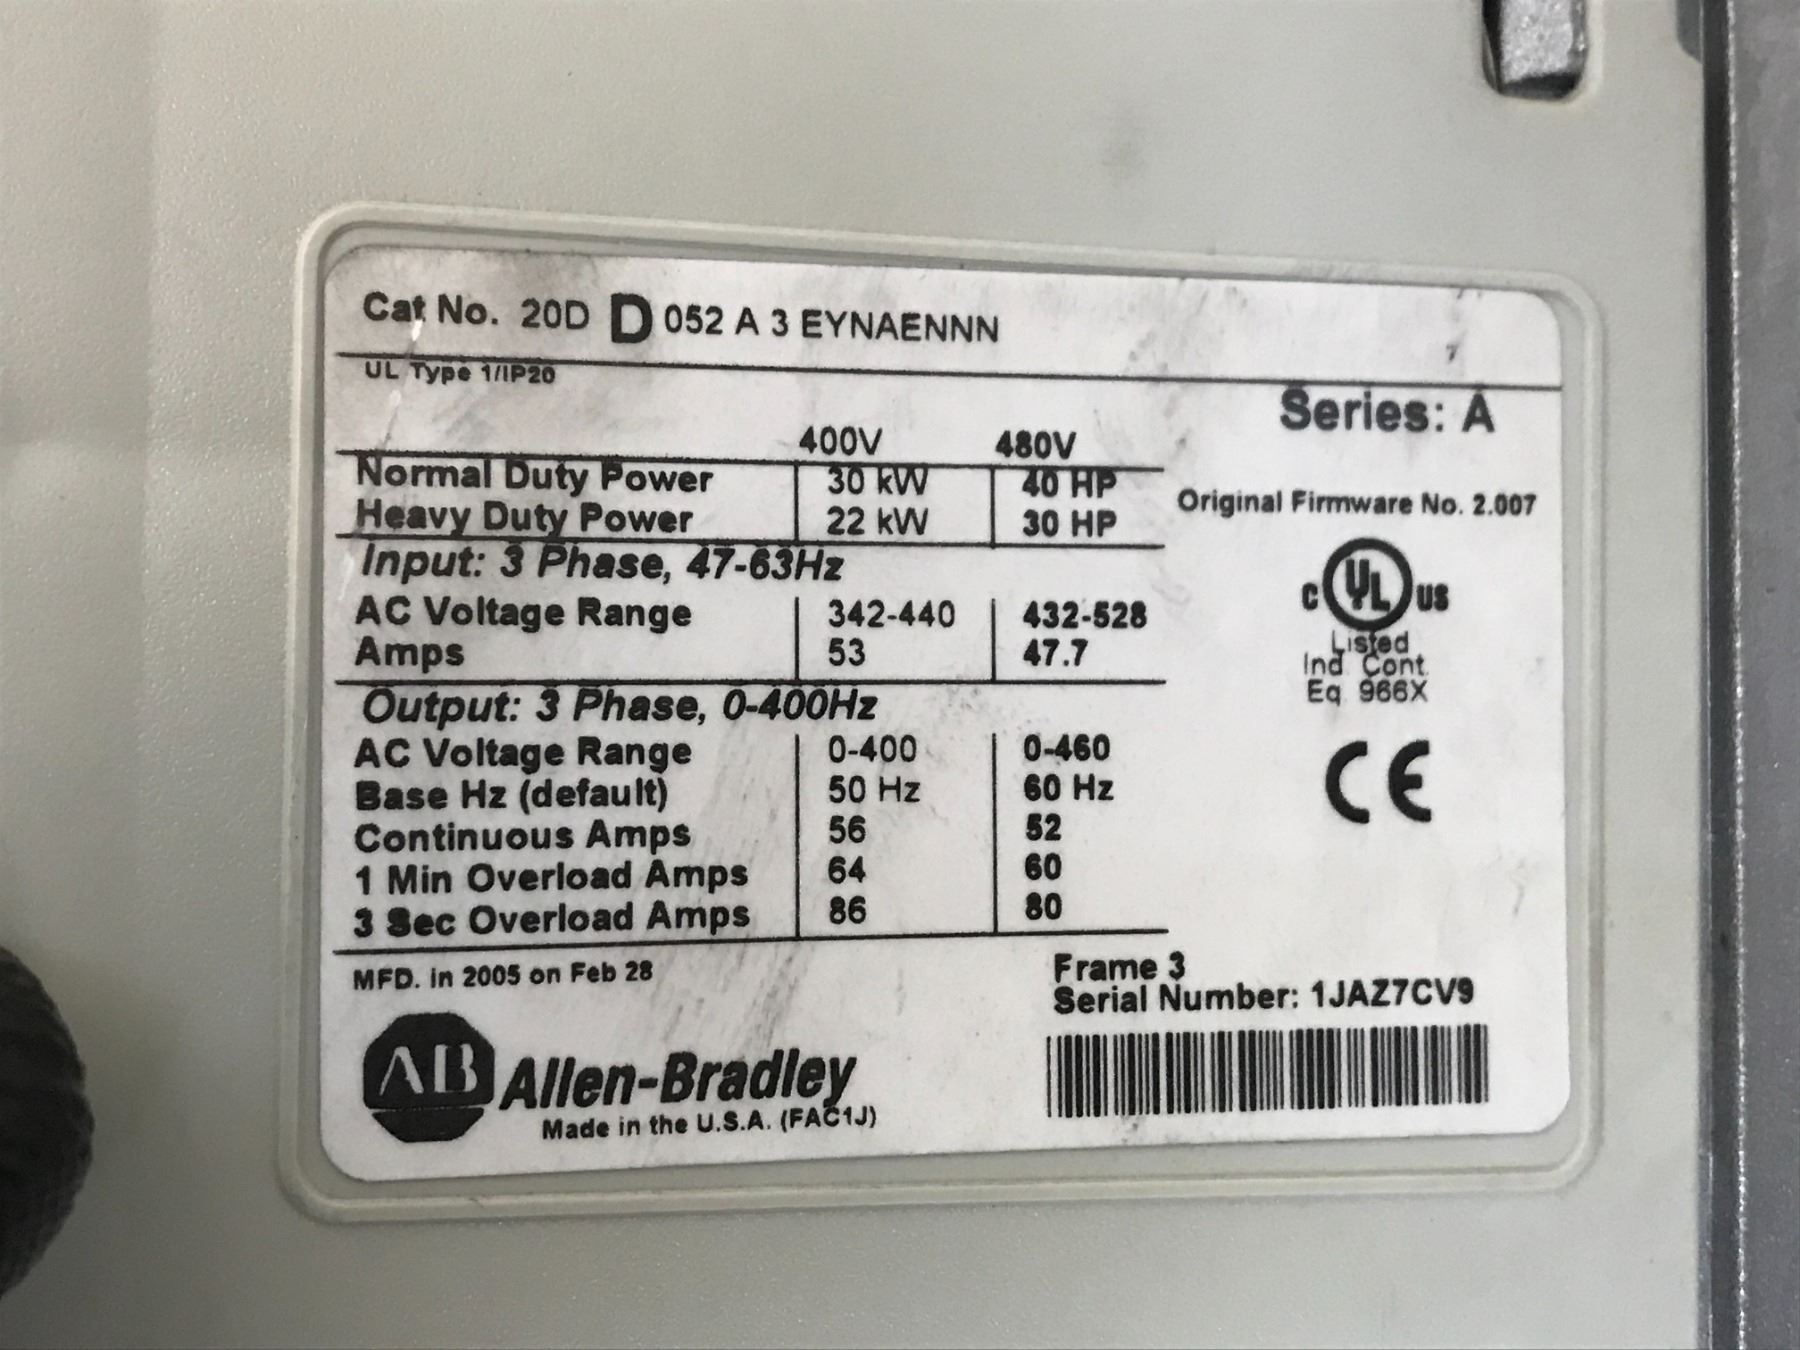 Cat No. 20D D 052 A 3 EYNAENNN
UL Type 1/IP20
Series: A
400V 480V
Normal Duty Power 30 kW 40 HP
Heavy Duty Power 22 kW 30 HP
Original Firmware No. 2.007
Input: 3 Phase, 47-63Hz
AC Voltage Range 342-440 432-528
Amps 53 47.7
C UL US
Listed
Ind Cont
Eq 966X
Output: 3 Phase, 0-400Hz
AC Voltage Range 0-400 0-460
Base Hz (default) 50 Hz 60 Hz
Continuous Amps 56 52
1 Min Overload Amps 64 60
3 Sec Overload Amps 86 80
CE
MFD. in 2005 on Feb 28
Frame 3
Serial Number: 1JAZ7CV9
AB Allen-Bradley
Made in the U.S.A. (FAC1J)